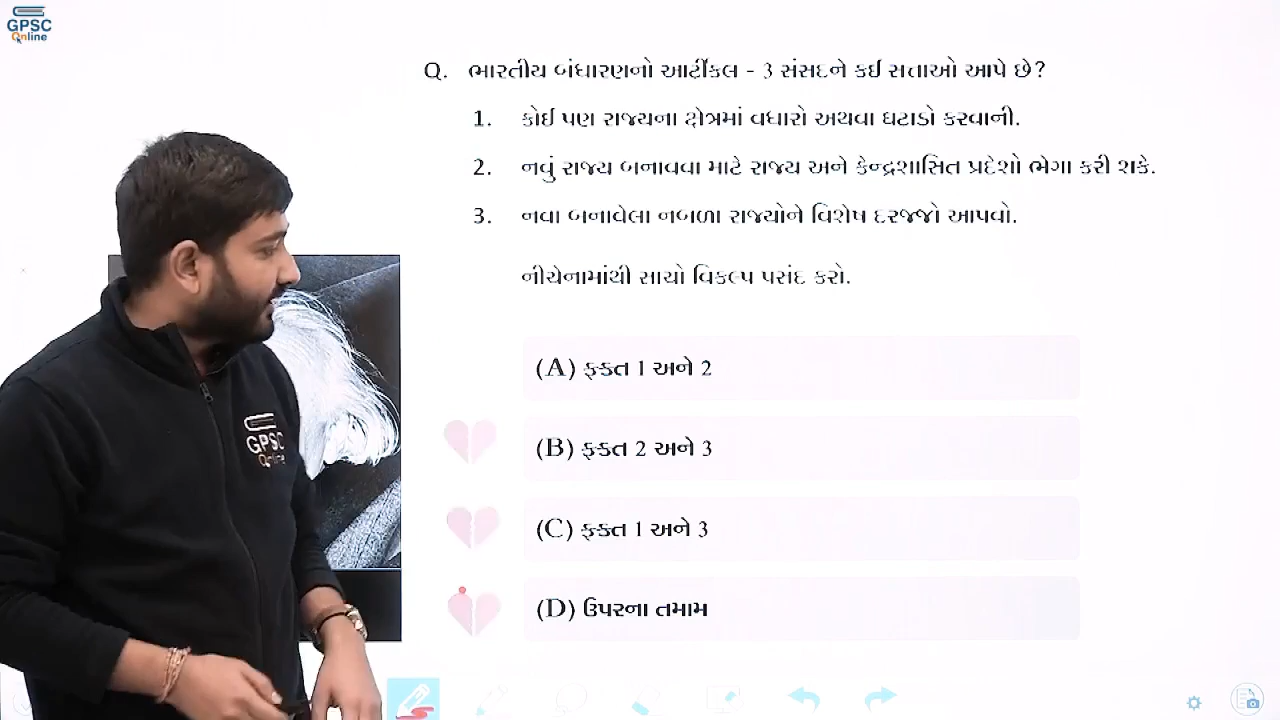 GPSC
Online
Q. ભારતીય બંધારણનો આર્ટીકલ - 3 સંસદને કઈ સત્તાઓ આપે છે?
1. કોઈ પણ રાજ્યના ક્ષેત્રમાં વધારો અથવા ઘટાડો કરવાની.
2. નવું રાજ્ય બનાવવા માટે રાજ્ય અને કેન્દ્રશાસિત પ્રદેશો ભેગા કરી શકે.
3. નવા બનાવેલા નબળા રાજ્યોને વિશેષ દરજ્જો આપવો.
નીચેનામાંથી સાચો વિકલ્પ પસંદ કરો.
(A) ફક્ત 1 અને 2
(B) ફક્ત 2 અને 3
(C) ફક્ત 1 અને 3
(D) ઉપરના તમામ
GPSC
Online